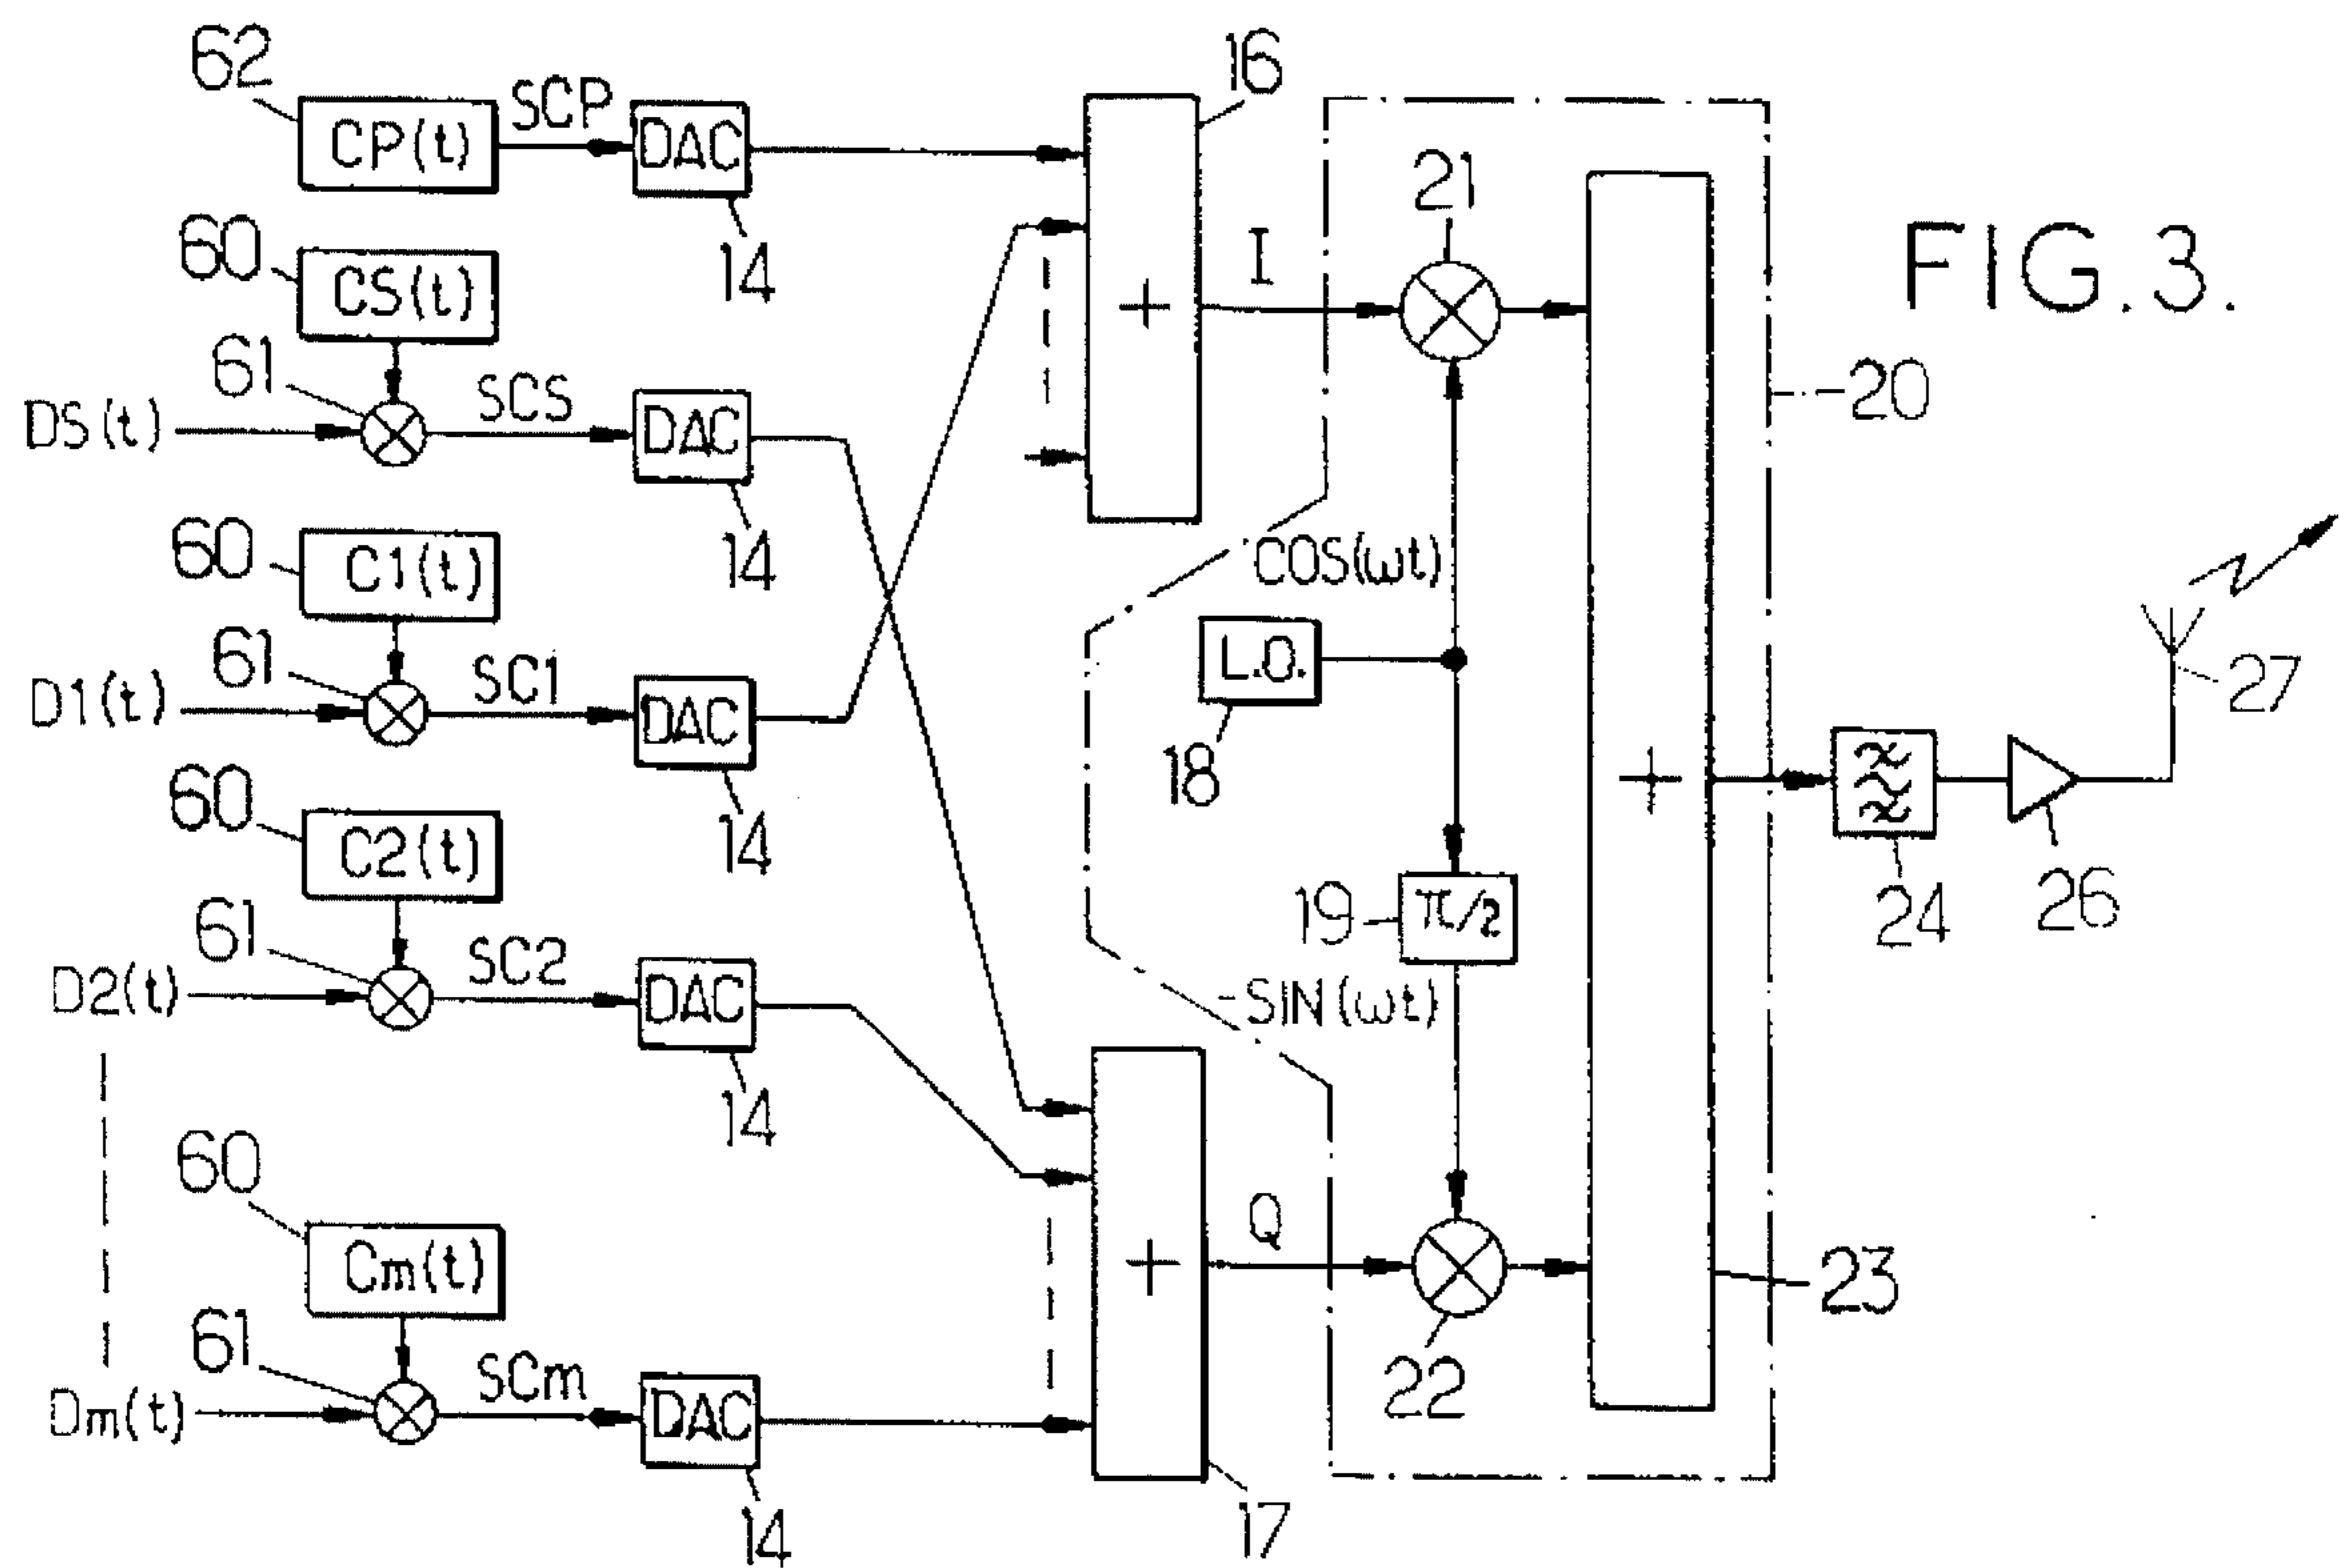 62
CP(t)
SCP
DAC
14
16
60
CS(t)
DS(t)
61
SCS
DAC
14
60
C1(t)
D1(t)
61
SC1
DAC
14
60
C2(t)
D2(t)
61
SC2
DAC
14
60
Cm(t)
Dm(t)
61
SCm
DAC
14
+
I
21
FIG.3.
20
COS(ωt)
L.O.
18
19
π/2
-SIN(ωt)
+
27
24
26
+
Q
22
23
17